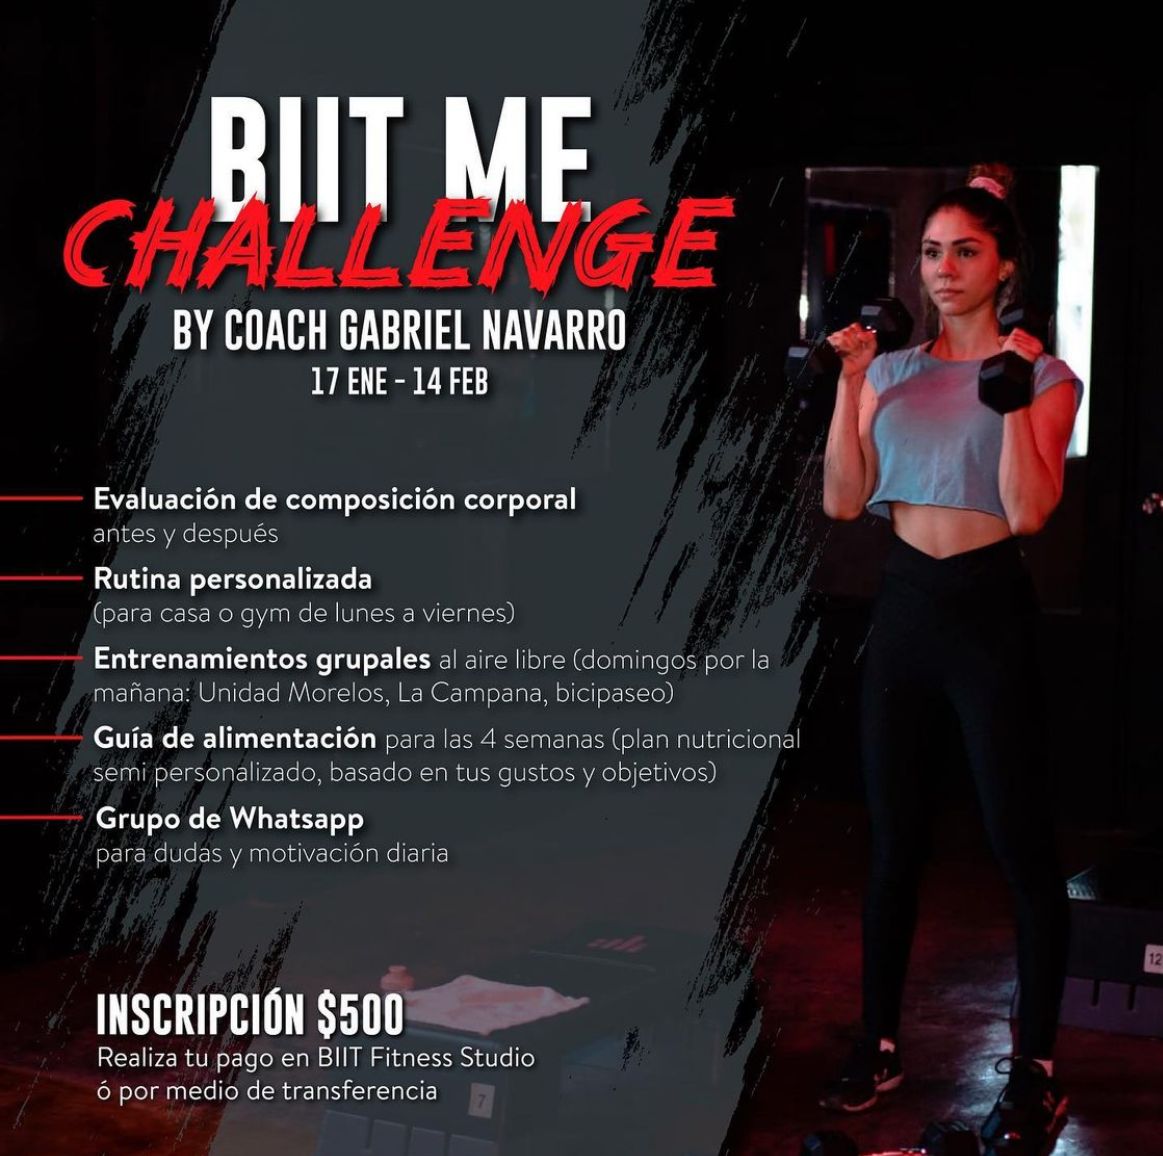 BIIT ME
CHALLENGE
BY COACH GABRIEL NAVARRO
17 ENE - 14 FEB
Evaluación de composición corporal
antes y después
Rutina personalizada
(para casa o gym de lunes a viernes)
Entrenamientos grupales al aire libre (domingos por la
mañana: Unidad Morelos, La Campana, bicipaseo)
Guía de alimentación para las 4 semanas (plan nutricional
semi personalizado, basado en tus gustos y objetivos)
Grupo de Whatsapp
para dudas y motivación diaria
INSCRIPCIÓN $500
Realiza tu pago en BIIT Fitness Studio
ó por medio de transferencia
7
12